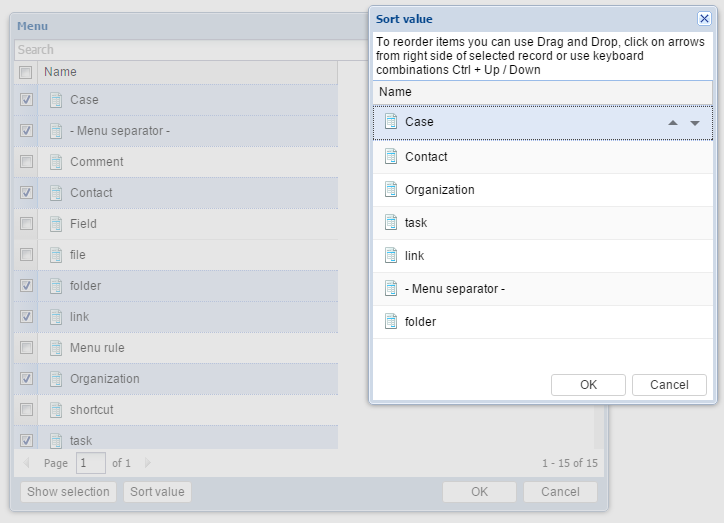 Menu
Search
Name
Case
- Menu separator -
Comment
Contact
Field
file
folder
link
Menu rule
Organization
shortcut
task
Page 1 of 1
1 - 15 of 15
Show selection
Sort value
OK
Cancel
Sort value
To reorder items you can use Drag and Drop, click on arrows
from right side of selected record or use keyboard
combinations Ctrl + Up / Down
Name
Case
Contact
Organization
task
link
- Menu separator -
folder
OK
Cancel